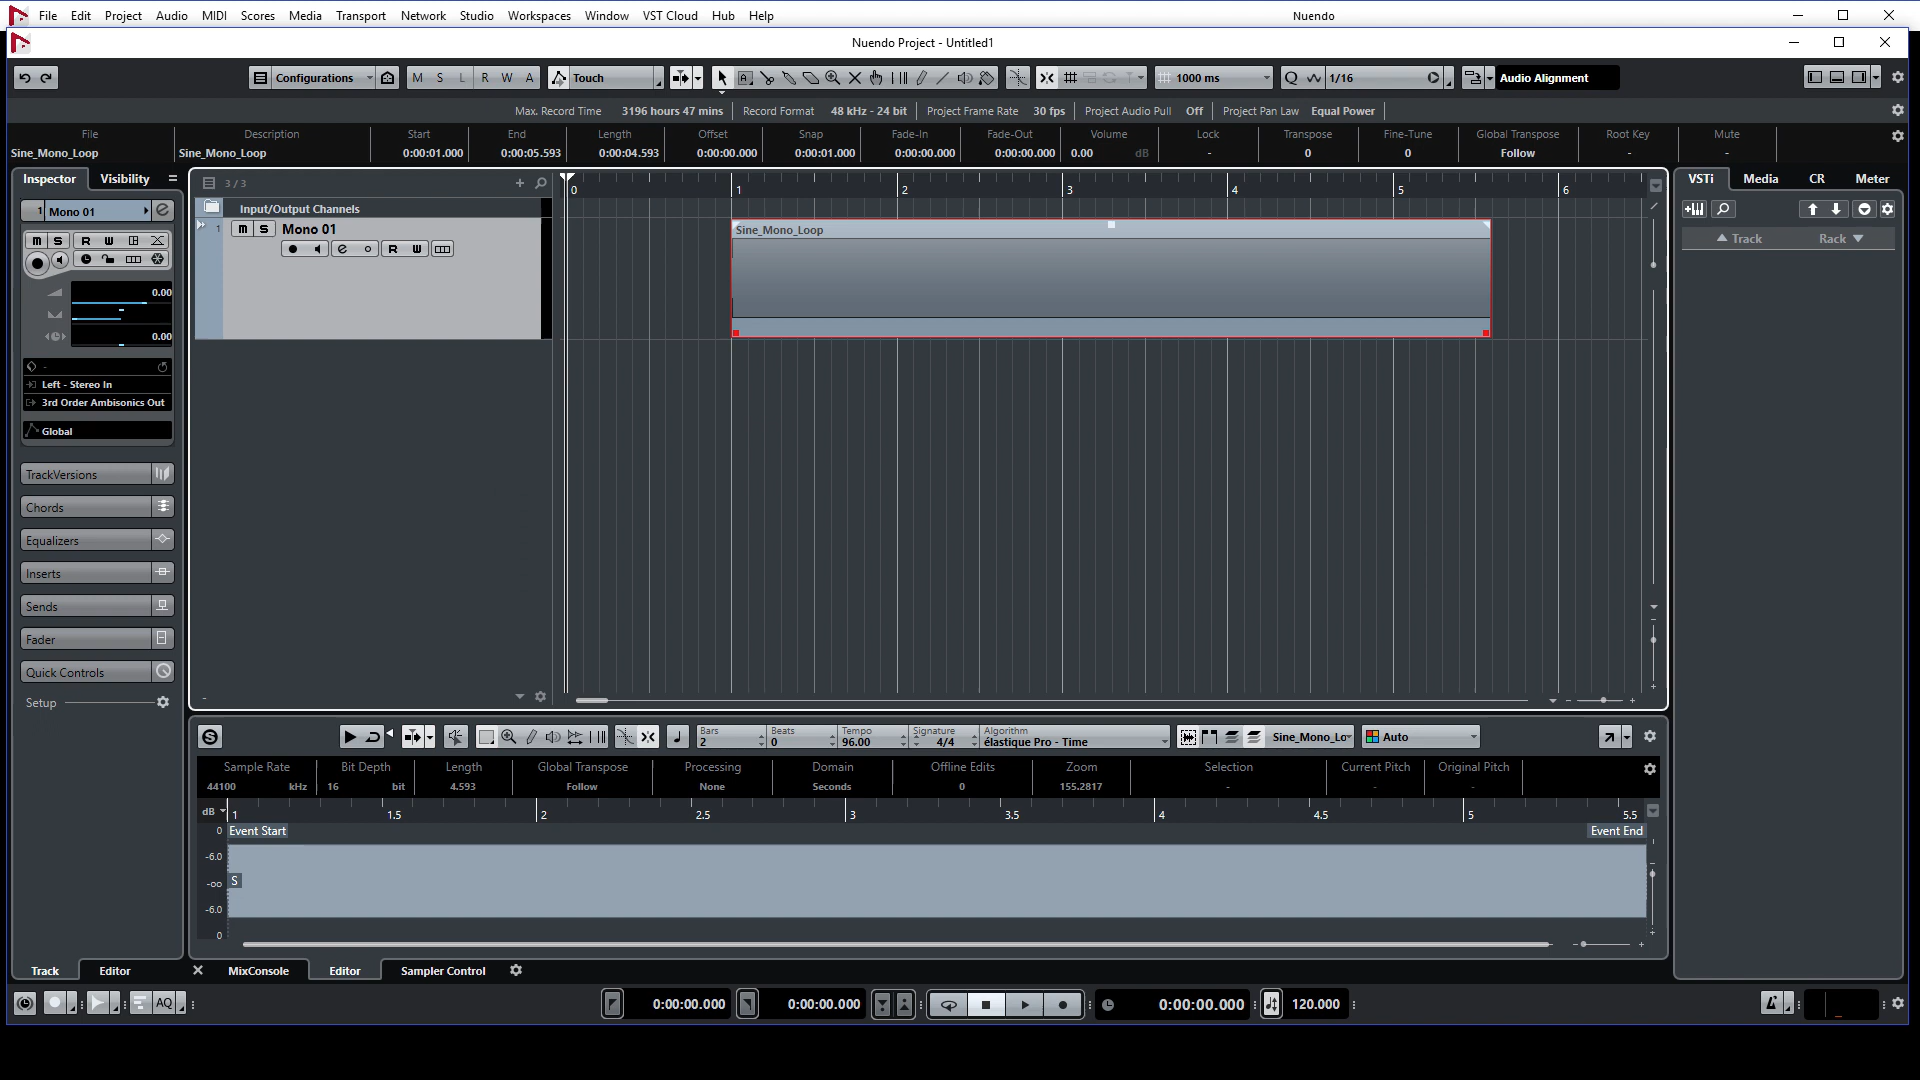 File Edit Project Audio MIDI Scores Media Transport Network Studio Workspaces Window VST Cloud Hub Help Nuendo
Nuendo Project - Untitled1
Configurations M S L R W A Touch 1000 ms Q 1/16 Audio Alignment
Max. Record Time 3196 hours 47 mins Record Format 48 kHz - 24 bit Project Frame Rate 30 fps Project Audio Pull Off Project Pan Law Equal Power
File Description Start End Length Offset Snap Fade-In Fade-Out Volume Lock Transpose Fine-Tune Global Transpose Root Key Mute
Sine_Mono_Loop Sine_Mono_Loop 0:00:01.000 0:00:05.593 0:00:04.593 0:00:00.000 0:00:01.000 0:00:00.000 0:00:00.000 0.00 dB - 0 0 Follow - -
Inspector Visibility 3 / 3 0 1 2 3 4 5 6 VSTi Media CR Meter
1 Mono 01 Input/Output Channels
1 m S Mono 01 Sine_Mono_Loop Track Rack
m S R W e R W
0.00
0.00
-
Left - Stereo In
3rd Order Ambisonics Out
Global
TrackVersions
Chords
Equalizers
Inserts
Sends
Fader
Quick Controls
Setup
S Bars 2 Beats 0 Tempo 96.00 Signature 4/4 Algorithm élastique Pro - Time Sine_Mono_Lo Auto
Sample Rate Bit Depth Length Global Transpose Processing Domain Offline Edits Zoom Selection Current Pitch Original Pitch
44100 kHz 16 bit 4.593 Follow None Seconds 0 155.2817 - - -
dB 1 1.5 2 2.5 3 3.5 4 4.5 5 5.5
0 Event Start Event End
-6.0
-oo S
-6.0
0
Track Editor MixConsole Editor Sampler Control
AQ 0:00:00.000 0:00:00.000 0:00:00.000 120.000